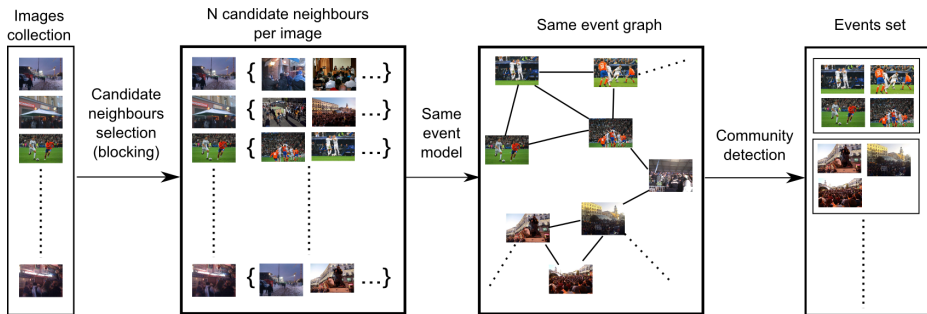 Images
collection
Candidate
neighbours
selection
(blocking)
N candidate neighbours
per image
{
...}
{
...}
{
...}
{
...}
Same
event
model
Same event graph
Community
detection
Events set